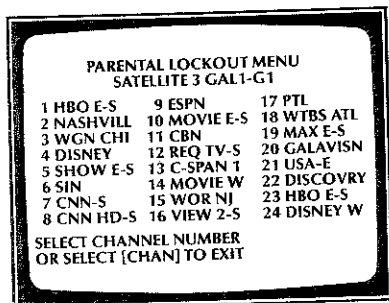 PARENTAL LOCKOUT MENU
SATELLITE 3 GAL1-G1
1 HBO E-S 9 ESPN 17 PTL
2 NASHVILL 10 MOVIE E-S 18 WTBS ATL
3 WGN CHI 11 CBN 19 MAX E-S
4 DISNEY 12 REQ TV-S 20 GALAVISN
5 SHOW E-S 13 C-SPAN 1 21 USA-E
6 SIN 14 MOVIE W 22 DISCOVRY
7 CNN-S 15 WOR NJ 23 HBO E-S
8 CNN HD-S 16 VIEW 2-S 24 DISNEY W
SELECT CHANNEL NUMBER
OR SELECT [CHAN] TO EXIT